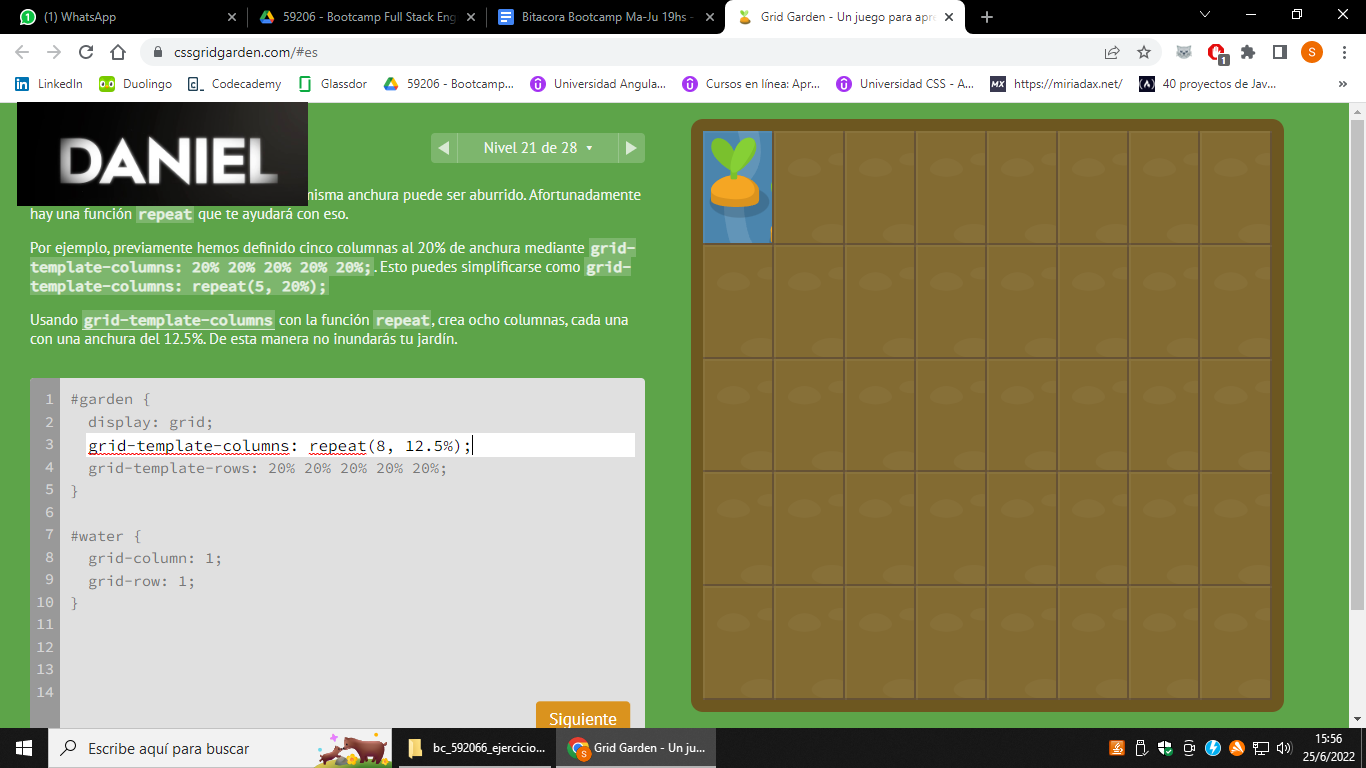 (1) WhatsApp
59206 - Bootcamp Full Stack Eng
Bitacora Bootcamp Ma-Ju 19hs -
Grid Garden - Un juego para apre
cssgridgarden.com/#es
1
S
LinkedIn
Duolingo
Codecademy
Glassdor
59206 - Bootcamp...
Universidad Angula...
Cursos en línea: Apr...
Universidad CSS - A...
MX https://miriadax.net/
40 proyectos de Jav...
»
DANIEL
Nivel 21 de 28
misma anchura puede ser aburrido. Afortunadamente
hay una función repeat que te ayudará con eso.
Por ejemplo, previamente hemos definido cinco columnas al 20% de anchura mediante grid-
template-columns: 20% 20% 20% 20% 20%;. Esto puedes simplificarse como grid-
template-columns: repeat(5, 20%);
Usando grid-template-columns con la función repeat, crea ocho columnas, cada una
con una anchura del 12.5%. De esta manera no inundarás tu jardín.
1 #garden {
2 display: grid;
3 grid-template-columns: repeat(8, 12.5%);
4 grid-template-rows: 20% 20% 20% 20% 20%;
5 }
6
7 #water {
8 grid-column: 1;
9 grid-row: 1;
10 }
11
12
13
14
Siguiente
Escribe aquí para buscar
bc_592066_ejercicio...
Grid Garden - Un ju...
15:56
25/6/2022